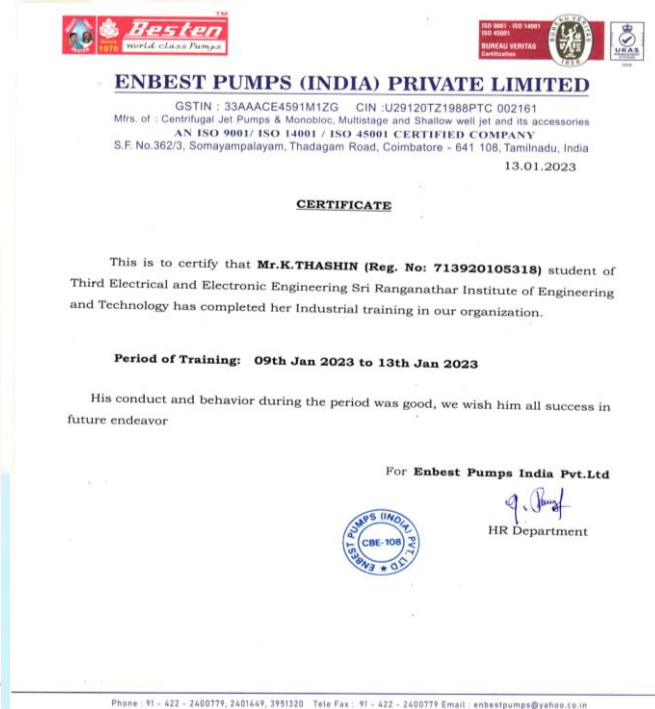 TM
Besten
World class Pumps
Since
1970
ISO 9001 - ISO 14001
ISO 45001
BUREAU VERITAS
Certification
BUREAU VERITAS
1828
UKAS
ENBEST PUMPS (INDIA) PRIVATE LIMITED
GSTIN : 33AAACE4591M1ZG CIN :U29120TZ1988PTC 002161
Mfrs. of : Centrifugal Jet Pumps & Monobloc, Multistage and Shallow well jet and its accessories
AN ISO 9001/ ISO 14001 / ISO 45001 CERTIFIED COMPANY
S.F. No.362/3, Somayampalayam, Thadagam Road, Coimbatore - 641 108, Tamilnadu, India
13.01.2023
CERTIFICATE
This is to certify that Mr.K.THASHIN (Reg. No: 713920105318) student of
Third Electrical and Electronic Engineering Sri Ranganathar Institute of Engineering
and Technology has completed her Industrial training in our organization.
Period of Training: 09th Jan 2023 to 13th Jan 2023
His conduct and behavior during the period was good, we wish him all success in
future endeavor
For Enbest Pumps India Pvt.Ltd
HR Department
ENBEST PUMPS (INDIA) PVT. LTD
CBE-108
Phone : 91 - 422 - 2400779, 2401449, 3951320 Tele Fax : 91 - 422 - 2400779 Email : enbestpumps@yahoo.co.in